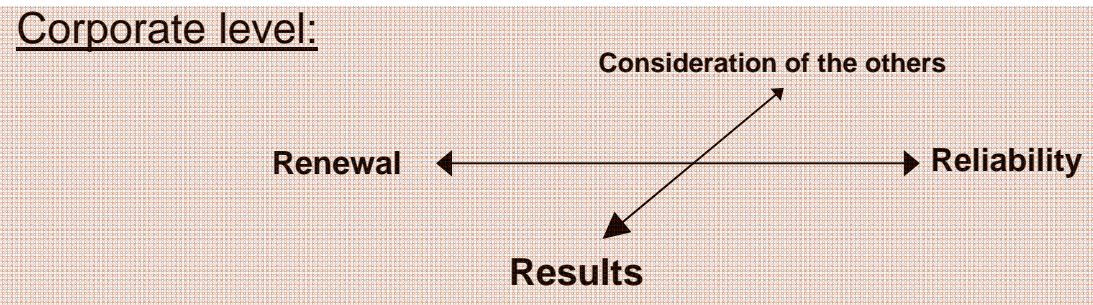 Corporate level:
Consideration of the others
Renewal
Reliability
Results